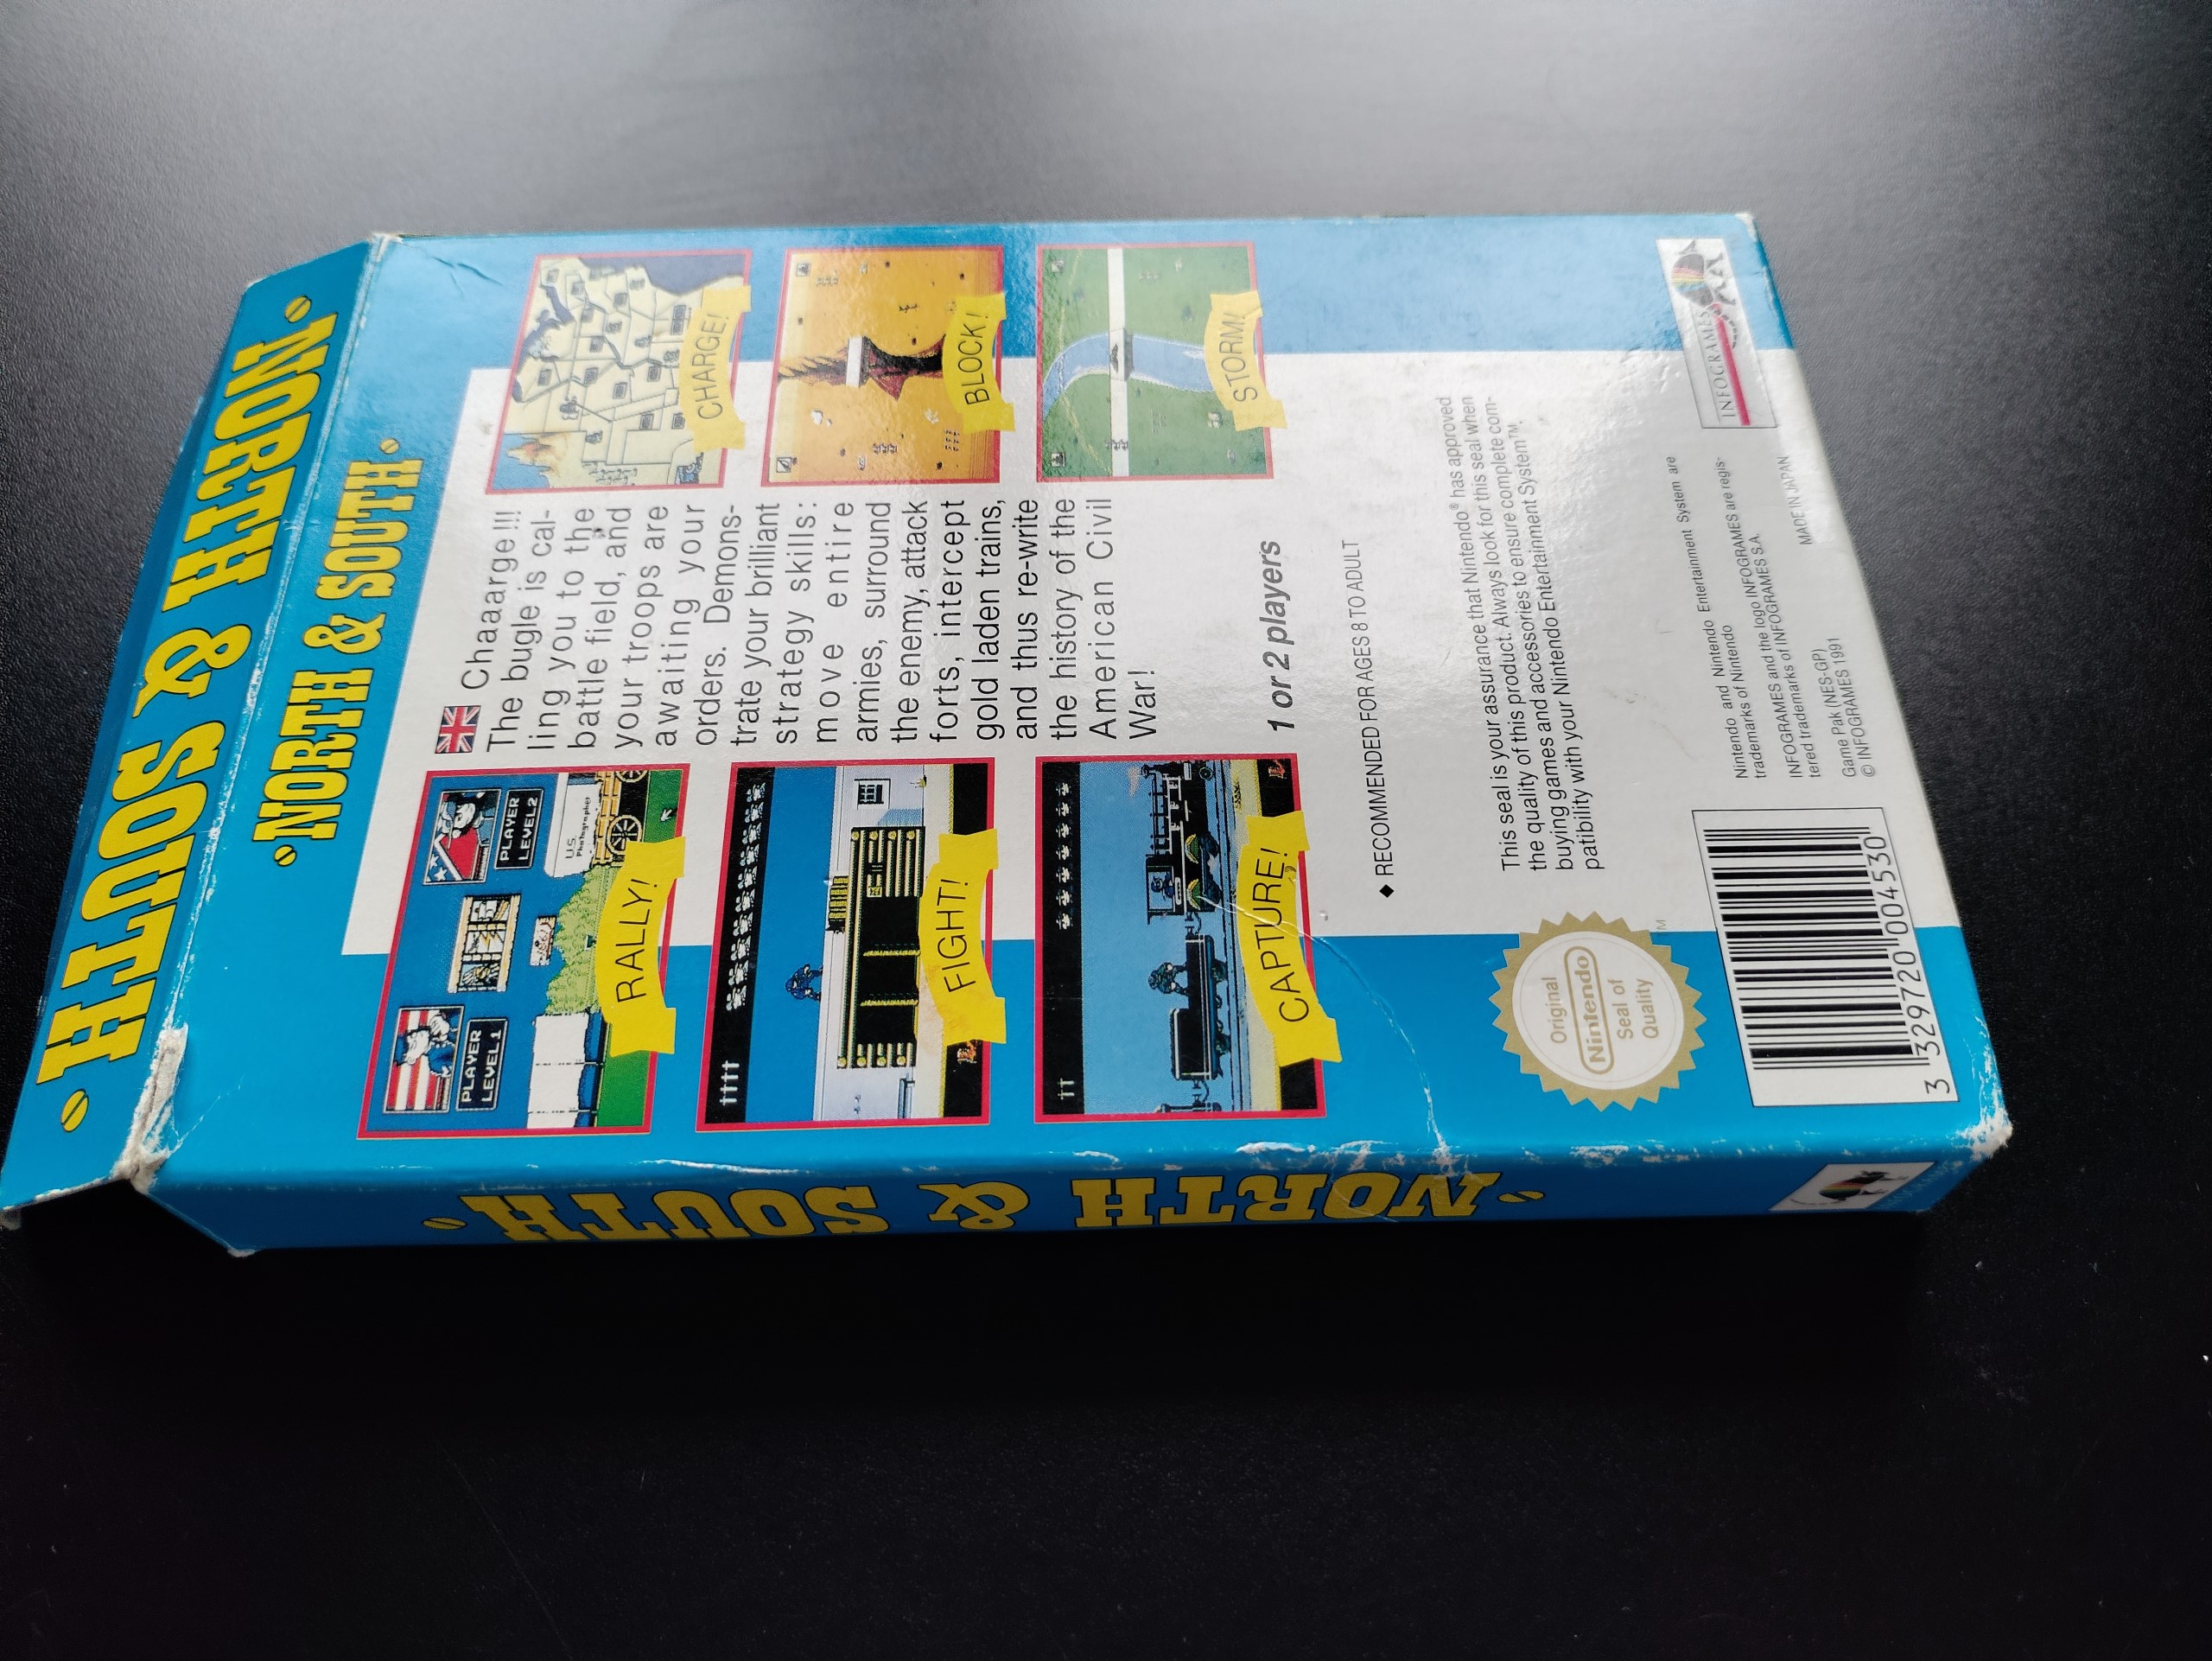 NORTH & SOUTH
NORTH & SOUTH
PLAYER
LEVEL 1
PLAYER
LEVEL 2
U.S
Photographer
RALLY!
FIGHT!
CAPTURE!
Chaaarge!!!
The bugle is cal-
ling you to the
battle field, and
your troops are
awaiting your
orders. Demons-
trate your brilliant
strategy skills:
move entire
armies, surround
the enemy, attack
forts, intercept
gold laden trains,
and thus re-write
the history of the
American Civil
War!
CHARGE!
BLOCK!
STORM!
1 or 2 players
◆ RECOMMENDED FOR AGES 8 TO ADULT
Original
Nintendo
Seal of
Quality
TM
This seal is your assurance that Nintendo® has approved
the quality of this product. Always look for this seal when
buying games and accessories to ensure complete com-
patibility with your Nintendo Entertainment System™.
3 329720 004530
Nintendo and Nintendo Entertainment System are
trademarks of Nintendo
INFOGRAMES and the logo INFOGRAMES are regis-
tered trademarks of INFOGRAMES S.A.
Game Pak (NES-GP)
© INFOGRAMES 1991
MADE IN JAPAN
INFOGRAMES
NORTH & SOUTH